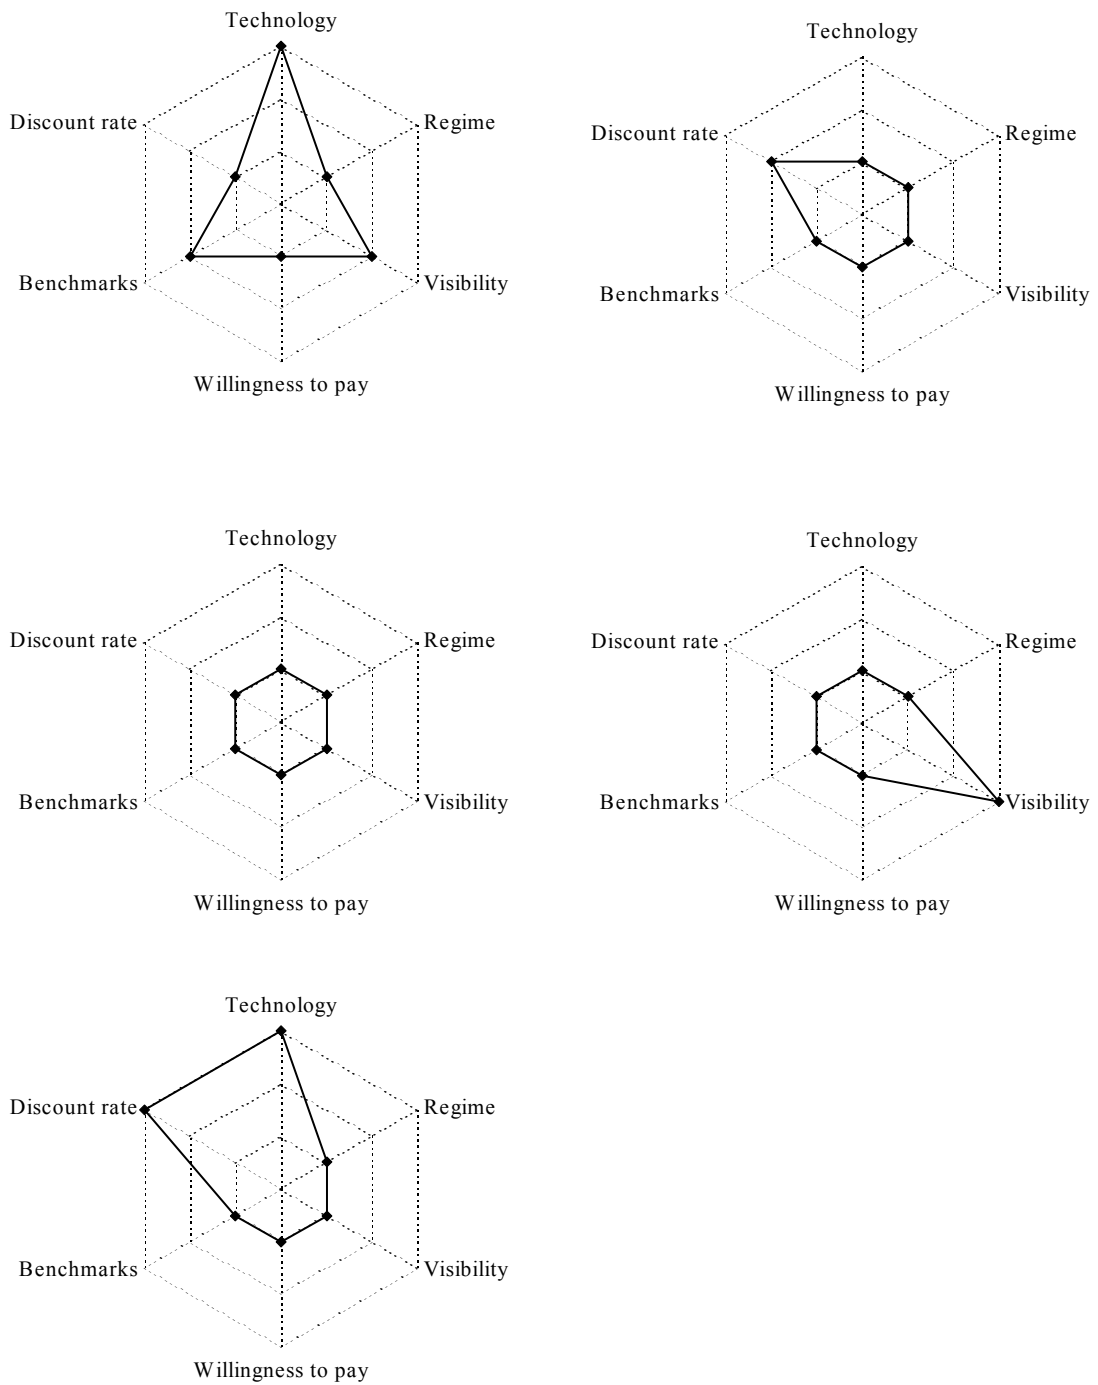 Technology
Discount rate
Regime
Benchmarks
Visibility
Willingness to pay
Technology
Discount rate
Regime
Benchmarks
Visibility
Willingness to pay
Technology
Discount rate
Regime
Benchmarks
Visibility
Willingness to pay
Technology
Discount rate
Regime
Benchmarks
Visibility
Willingness to pay
Technology
Discount rate
Regime
Benchmarks
Visibility
Willingness to pay